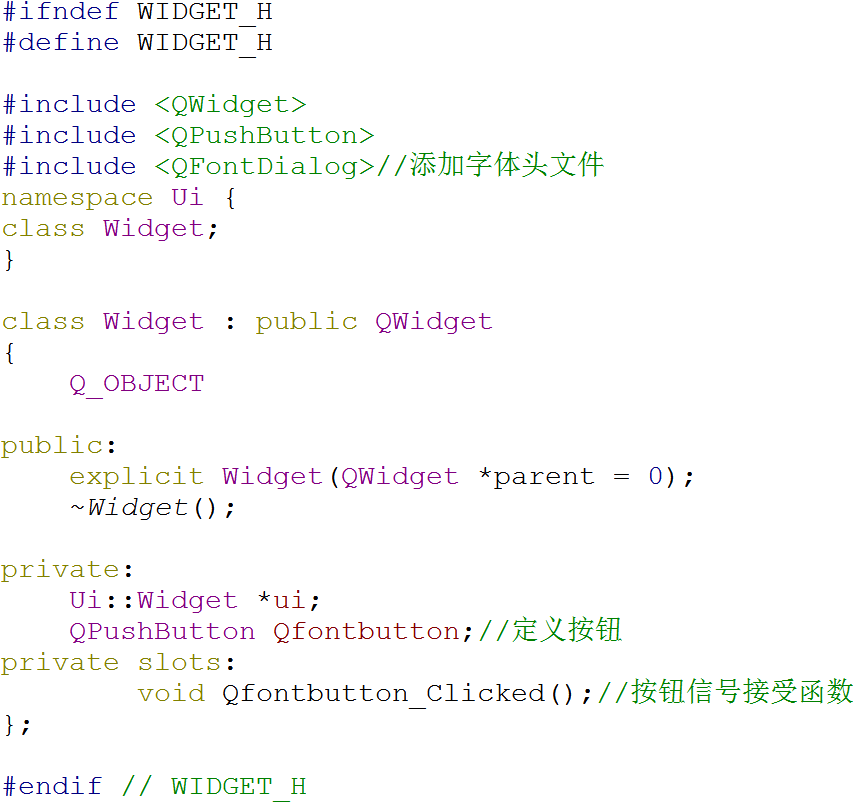 #ifndef WIDGET_H
#define WIDGET_H

#include <QWidget>
#include <QPushButton>
#include <QFontDialog>//添加字体头文件
namespace Ui {
class Widget;
}

class Widget : public QWidget
{
    Q_OBJECT

public:
    explicit Widget(QWidget *parent = 0);
    ~Widget();

private:
    Ui::Widget *ui;
    QPushButton Qfontbutton;//定义按钮
private slots:
        void Qfontbutton_Clicked();//按钮信号接受函数
};

#endif // WIDGET_H